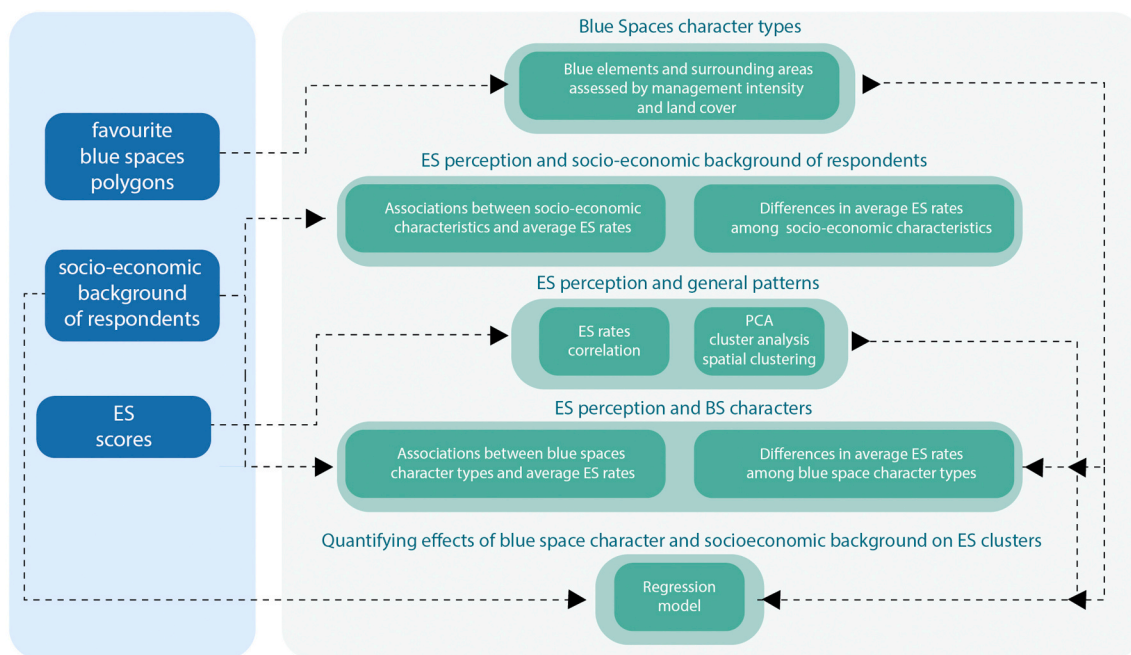 favourite
blue spaces
polygons
socio-economic
background
of respondents
ES
scores
Blue Spaces character types
Blue elements and surrounding areas
assessed by management intensity
and land cover
ES perception and socio-economic background of respondents
Associations between socio-economic
characteristics and average ES rates
Differences in average ES rates
among socio-economic characteristics
ES perception and general patterns
ES rates
correlation
PCA
cluster analysis
spatial clustering
ES perception and BS characters
Associations between blue spaces
character types and average ES rates
Differences in average ES rates
among blue space character types
Quantifying effects of blue space character and socioeconomic background on ES clusters
Regression
model